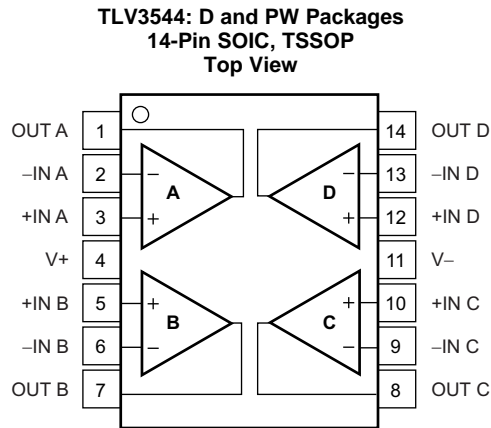 TLV3544: D and PW Packages
14-Pin SOIC, TSSOP
Top View
OUT A 1 14 OUT D
–IN A 2 – A D – 13 –IN D
+IN A 3 + + 12 +IN D
V+ 4 11 V–
+IN B 5 + B C + 10 +IN C
–IN B 6 – – 9 –IN C
OUT B 7 8 OUT C